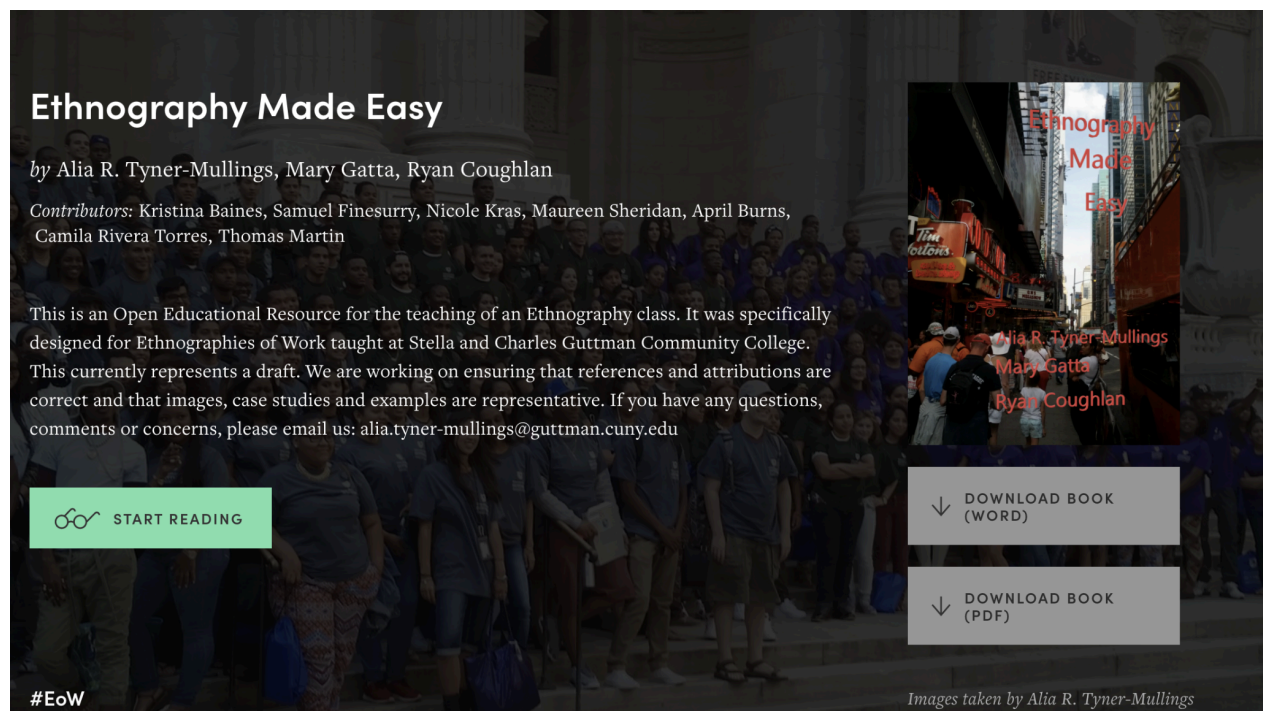 Ethnography Made Easy
by Alia R. Tyner-Mullings, Mary Gatta, Ryan Coughlan
Contributors: Kristina Baines, Samuel Finesurry, Nicole Kras, Maureen Sheridan, April Burns,
Camila Rivera Torres, Thomas Martin
This is an Open Educational Resource for the teaching of an Ethnography class. It was specifically
designed for Ethnographies of Work taught at Stella and Charles Guttman Community College.
This currently represents a draft. We are working on ensuring that references and attributions are
correct and that images, case studies and examples are representative. If you have any questions,
comments or concerns, please email us: alia.tyner-mullings@guttman.cuny.edu
START READING
#EoW
Ethnography
Made
Easy
Tim
Hortons
Alia R. Tyner-Mullings
Mary Gatta
Ryan Coughlan
DOWNLOAD BOOK
(WORD)
DOWNLOAD BOOK
(PDF)
Images taken by Alia R. Tyner-Mullings